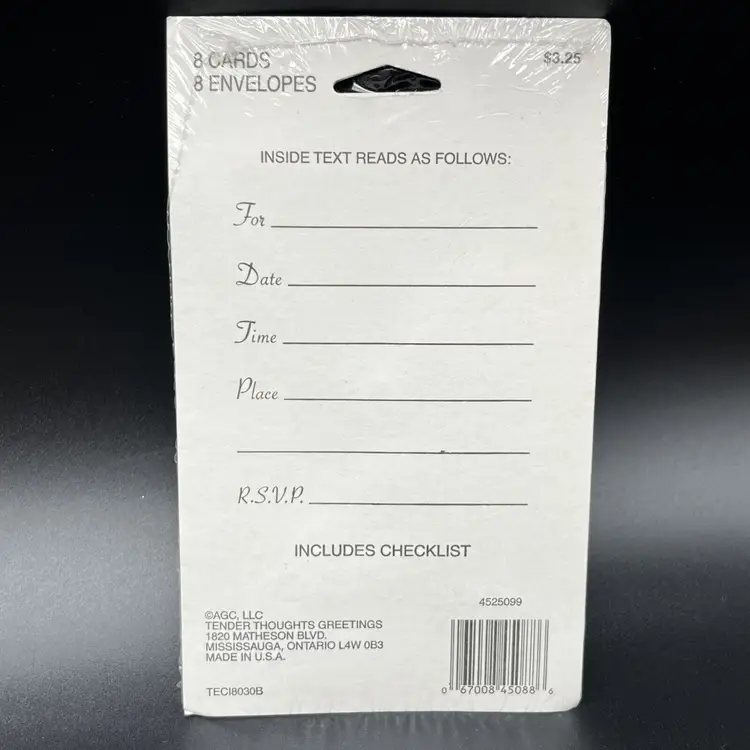 8 CARDS
8 ENVELOPES
$3.25
INSIDE TEXT READS AS FOLLOWS:
For
Date
Time
Place
R.S.V.P.
INCLUDES CHECKLIST
4525099
©AGC, LLC
TENDER THOUGHTS GREETINGS
1820 MATHESON BLVD.
MISSISSAUGA, ONTARIO L4W 0B3
MADE IN U.S.A.
TECI8030B
0 67008 45088 6